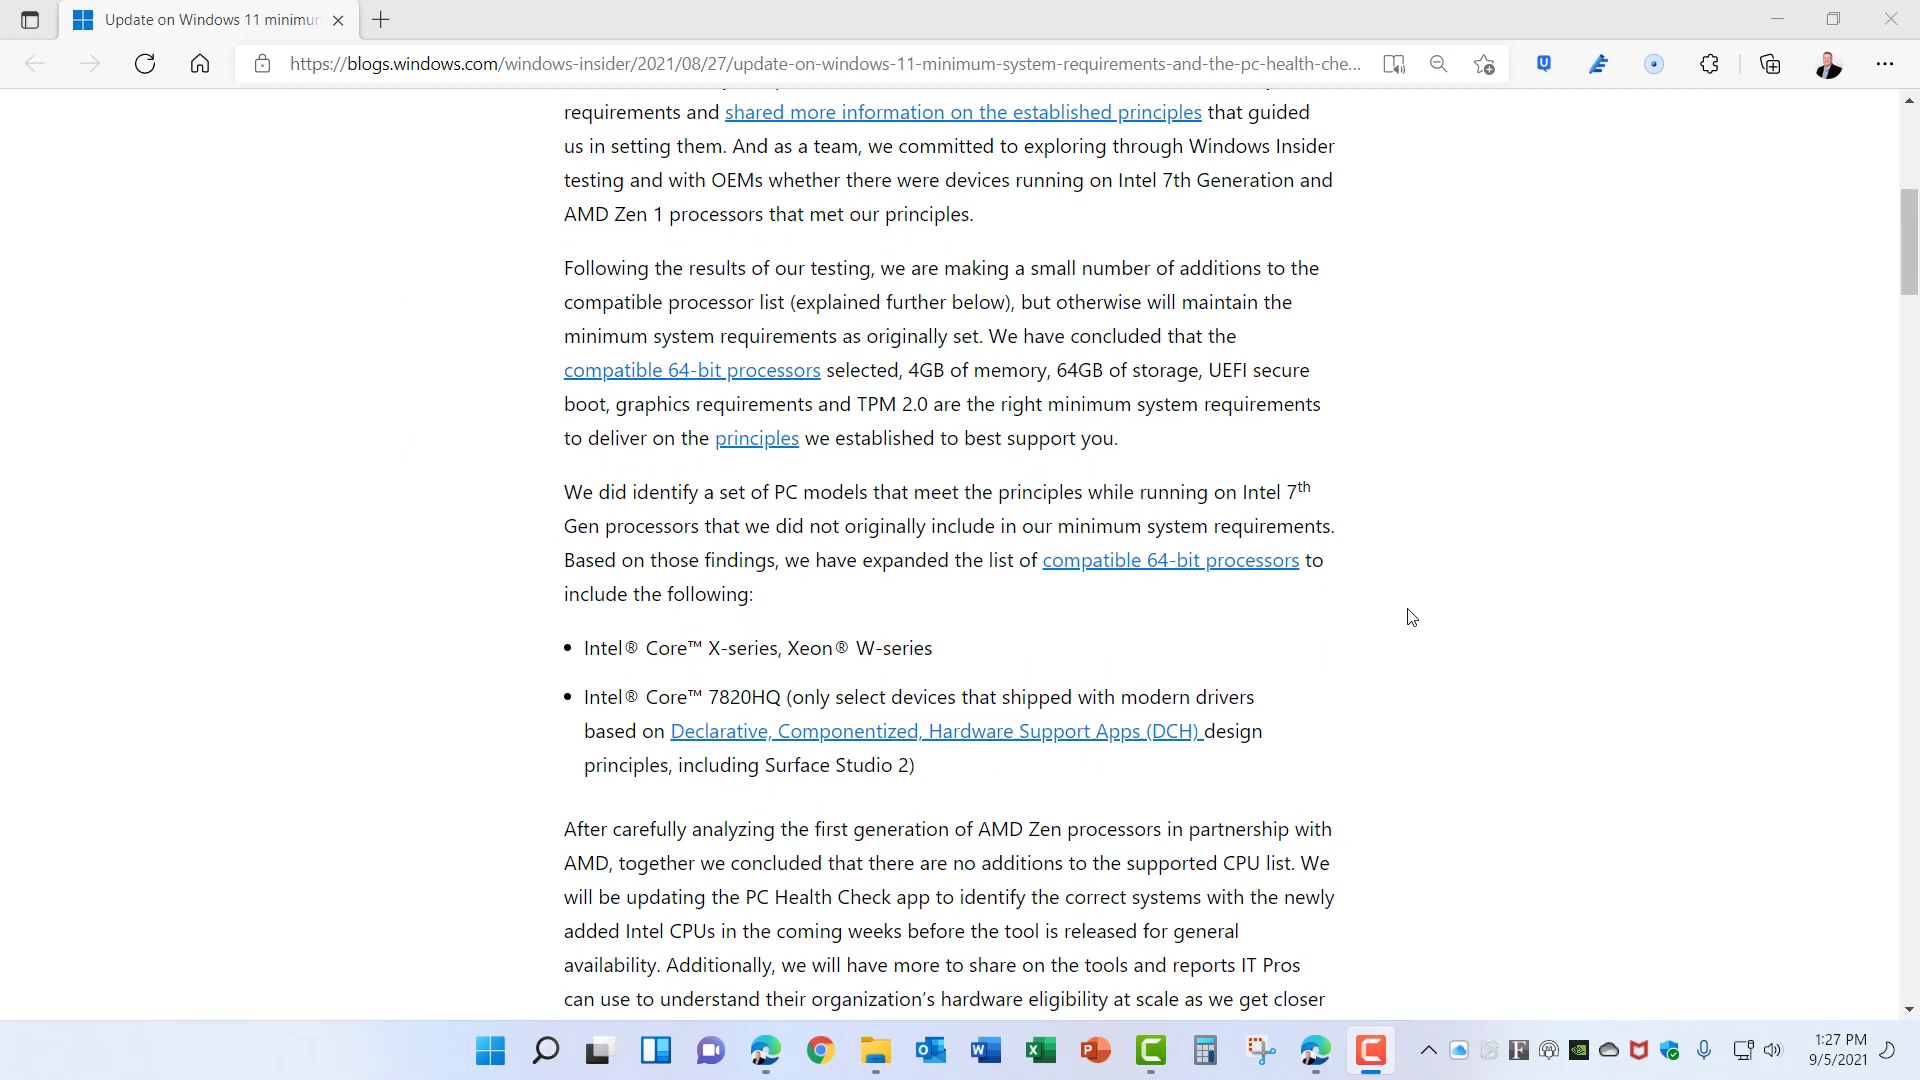 Update on Windows 11 minimum
https://blogs.windows.com/windows-insider/2021/08/27/update-on-windows-11-minimum-system-requirements-and-the-pc-health-che...
requirements and shared more information on the established principles that guided
us in setting them. And as a team, we committed to exploring through Windows Insider
testing and with OEMs whether there were devices running on Intel 7th Generation and
AMD Zen 1 processors that met our principles.
Following the results of our testing, we are making a small number of additions to the
compatible processor list (explained further below), but otherwise will maintain the
minimum system requirements as originally set. We have concluded that the
compatible 64-bit processors selected, 4GB of memory, 64GB of storage, UEFI secure
boot, graphics requirements and TPM 2.0 are the right minimum system requirements
to deliver on the principles we established to best support you.
We did identify a set of PC models that meet the principles while running on Intel 7th
Gen processors that we did not originally include in our minimum system requirements.
Based on those findings, we have expanded the list of compatible 64-bit processors to
include the following:
• Intel® Core™ X-series, Xeon® W-series
• Intel® Core™ 7820HQ (only select devices that shipped with modern drivers
based on Declarative, Componentized, Hardware Support Apps (DCH) design
principles, including Surface Studio 2)
After carefully analyzing the first generation of AMD Zen processors in partnership with
AMD, together we concluded that there are no additions to the supported CPU list. We
will be updating the PC Health Check app to identify the correct systems with the newly
added Intel CPUs in the coming weeks before the tool is released for general
availability. Additionally, we will have more to share on the tools and reports IT Pros
can use to understand their organization's hardware eligibility at scale as we get closer
1:27 PM
9/5/2021